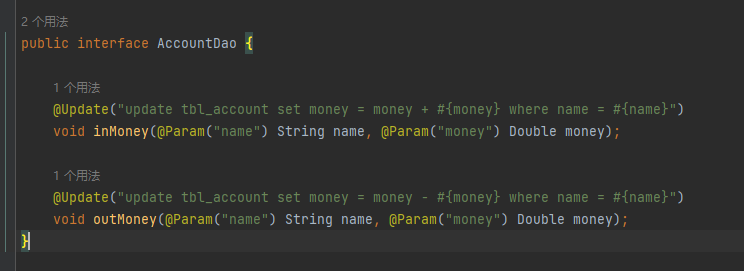 2 个用法
public interface AccountDao {
1 个用法
@Update("update tbl_account set money = money + #{money} where name = #{name}")
void inMoney(@Param("name") String name, @Param("money") Double money);
1 个用法
@Update("update tbl_account set money = money - #{money} where name = #{name}")
void outMoney(@Param("name") String name, @Param("money") Double money);
}